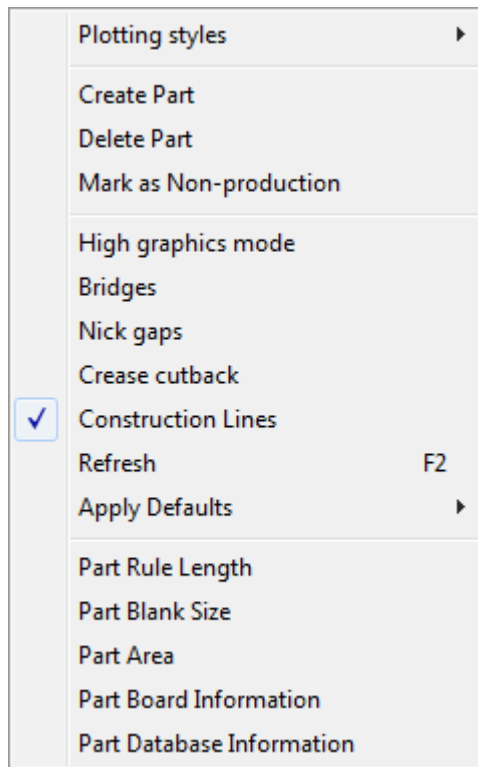 Plotting styles
Create Part
Delete Part
Mark as Non-production
High graphics mode
Bridges
Nick gaps
Crease cutback
Construction Lines
Refresh F2
Apply Defaults
Part Rule Length
Part Blank Size
Part Area
Part Board Information
Part Database Information